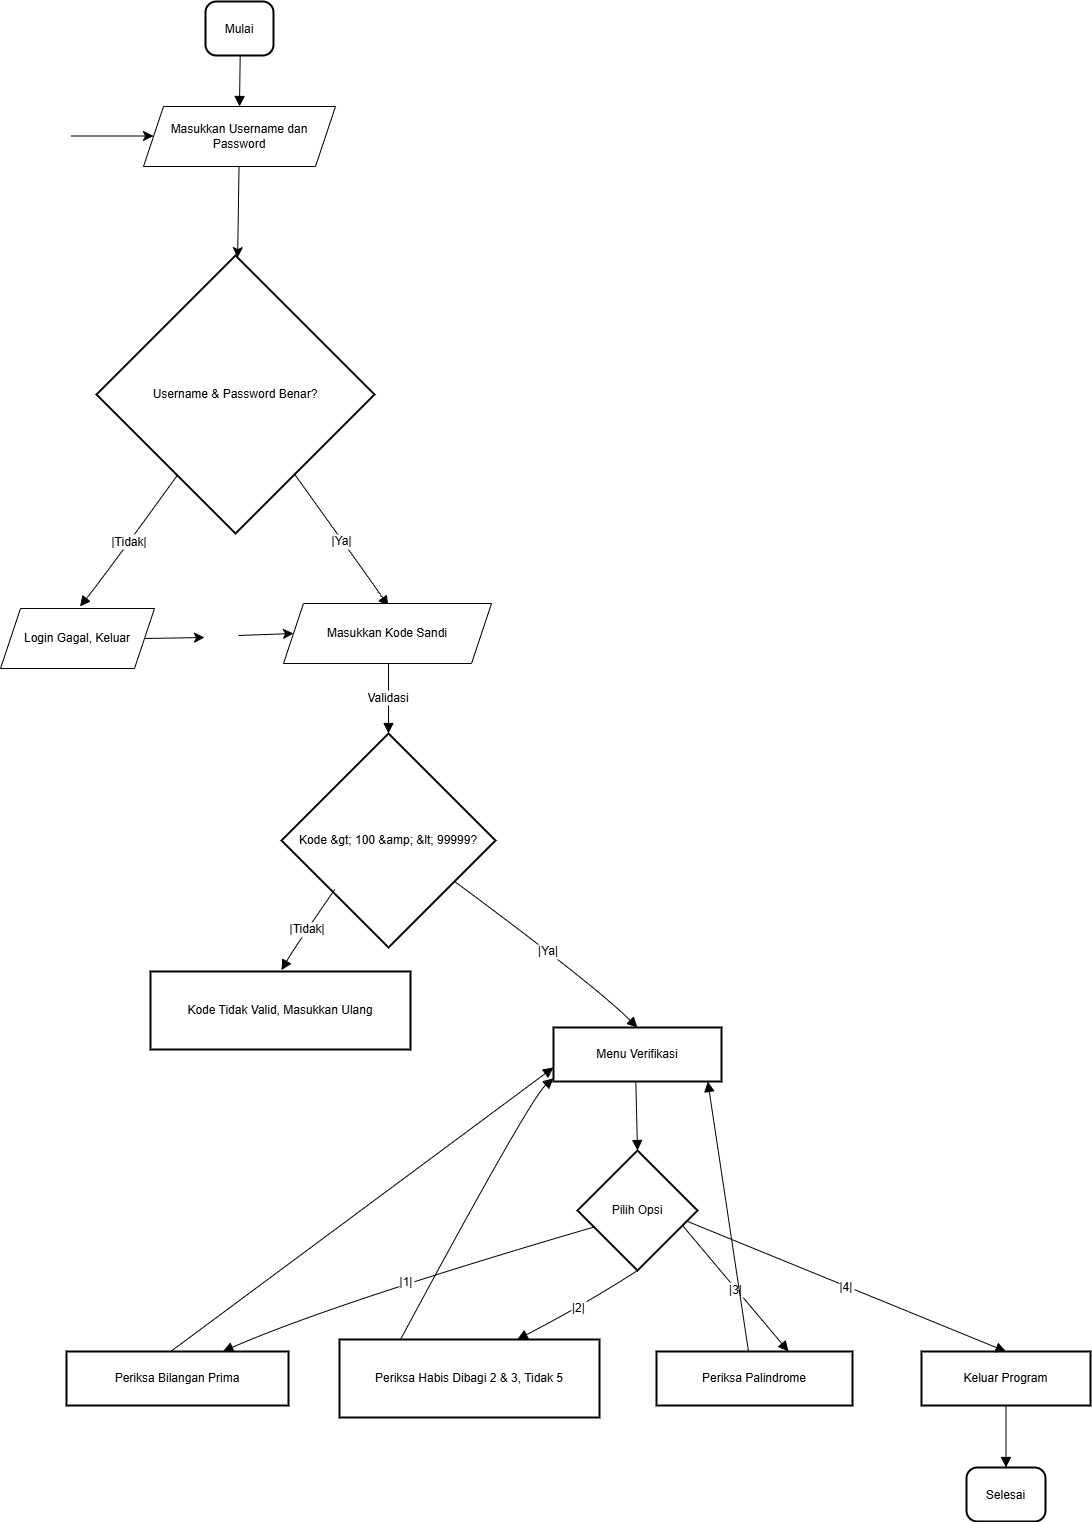 Mulai
Masukkan Username dan
Password
Username & Password Benar?
|Tidak|
|Ya|
Login Gagal, Keluar
Masukkan Kode Sandi
Validasi
Kode &gt; 100 &amp; &lt; 99999?
|Tidak|
|Ya|
Kode Tidak Valid, Masukkan Ulang
Menu Verifikasi
Pilih Opsi
|1|
|2|
|3|
|4|
Periksa Bilangan Prima
Periksa Habis Dibagi 2 & 3, Tidak 5
Periksa Palindrome
Keluar Program
Selesai